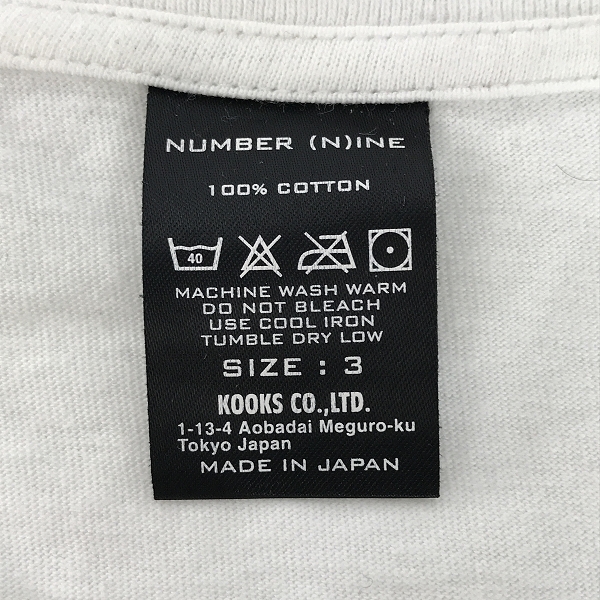 NUMBER (N)INE
100% COTTON
40
MACHINE WASH WARM
DO NOT BLEACH
USE COOL IRON
TUMBLE DRY LOW
SIZE : 3
KOOKS CO.,LTD.
1-13-4 Aobadai Meguro-ku
Tokyo Japan
MADE IN JAPAN